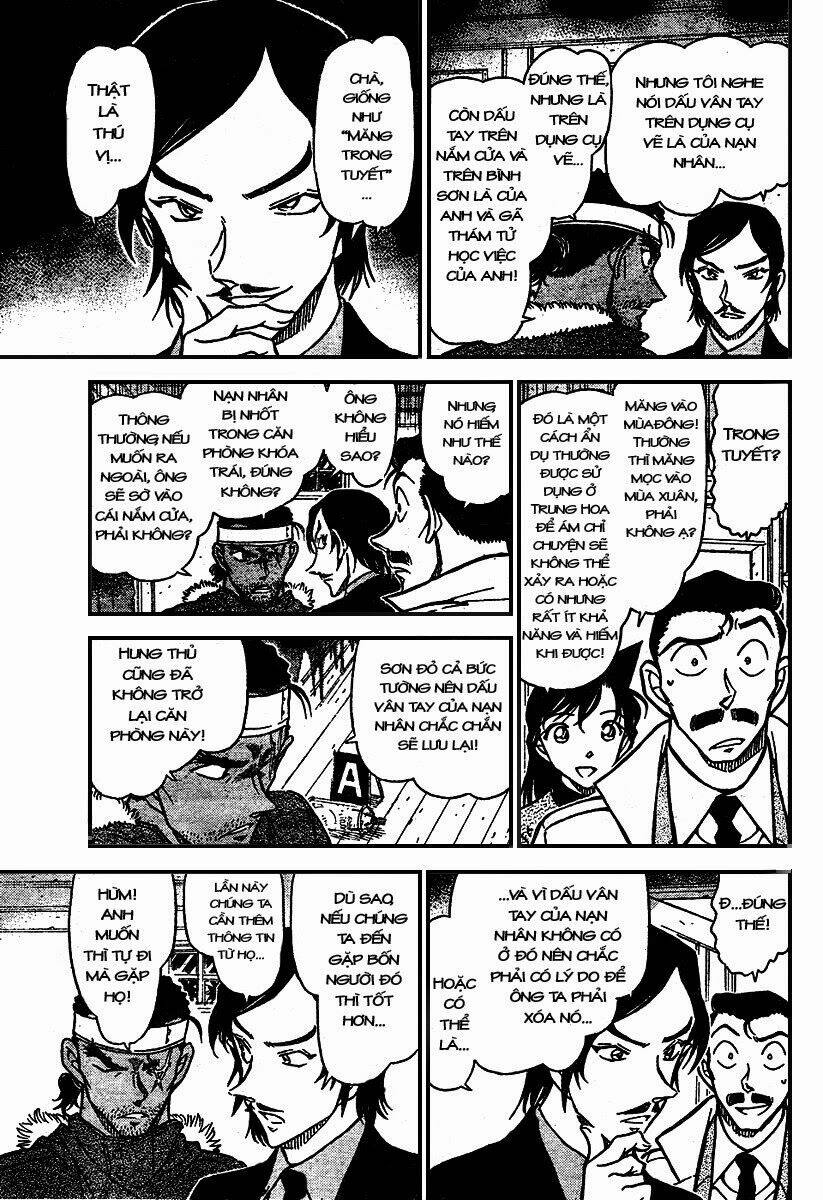 NHƯNG TÔI NGHE
NÓI DẤU VÂN TAY
TRÊN DỤNG CỤ
VẼ LÀ CỦA NẠN
NHÂN...
ĐÚNG THẾ,
NHƯNG LÀ
TRÊN
DỤNG CỤ
VẼ...
CÒN DẤU
TAY TRÊN
NẮM CỬA VÀ
TRÊN BÌNH
SƠN LÀ CỦA
ANH VÀ GÃ
THÁM TỬ
HỌC VIỆC
CỦA ANH!
CHÀ,
GIỐNG
NHƯ
"MĂNG
TRONG
TUYẾT"
...
THẬT
LÀ
THÚ
VỊ...
TRONG
TUYẾT?
MĂNG VÀO
MÙA ĐÔNG!
THƯỜNG
THÌ MĂNG
MỌC VÀO
MÙA XUÂN,
PHẢI
KHÔNG Ạ?
ĐÓ LÀ MỘT
CÁCH ẨN
DỤ THƯỜNG
ĐƯỢC SỬ
DỤNG Ở
TRUNG HOA
ĐỂ ÁM CHỈ
CHUYỆN SẼ
KHÔNG THỂ
XẢY RA HOẶC
CÓ NHƯNG
RẤT ÍT KHẢ
NĂNG VÀ HIẾM
KHI ĐƯỢC!
NHƯNG,
NÓ HIẾM
NHƯ THẾ
NÀO?
ÔNG
KHÔNG
HIỂU
SAO?
NẠN NHÂN
BỊ NHỐT
TRONG CĂN
PHÒNG KHÓA
TRÁI, ĐÚNG
KHÔNG?
THÔNG
THƯỜNG, NẾU
MUỐN RA
NGOÀI, ÔNG
SẼ SỜ VÀO
CÁI NẮM CỬA,
PHẢI KHÔNG?
SƠN ĐỎ CẢ BỨC
TƯỜNG NÊN DẤU
VÂN TAY CỦA NẠN
NHÂN CHẮC CHẮN
SẼ LƯU LẠI!
HUNG THỦ
CŨNG ĐÃ
KHÔNG TRỞ
LẠI CĂN
PHÒNG NÀY!
A
Đ...ĐÚNG
THẾ!
...VÀ VÌ DẤU VÂN
TAY CỦA NẠN
NHÂN KHÔNG CÓ
Ở ĐÓ NÊN CHẮC
PHẢI CÓ LÝ DO ĐỂ
ÔNG TA PHẢI
XÓA NÓ...
HOẶC
CÓ
THỂ
LÀ...
DÙ SAO,
NẾU CHÚNG
TA ĐẾN
GẶP BỐN
NGƯỜI ĐÓ
THÌ TỐT
HƠN...
LẦN NÀY
CHÚNG TA
CẦN THÊM
THÔNG TIN
TỪ HỌ...
HỪM!
ANH
MUỐN
THÌ TỰ ĐI
MÀ GẶP
HỌ!